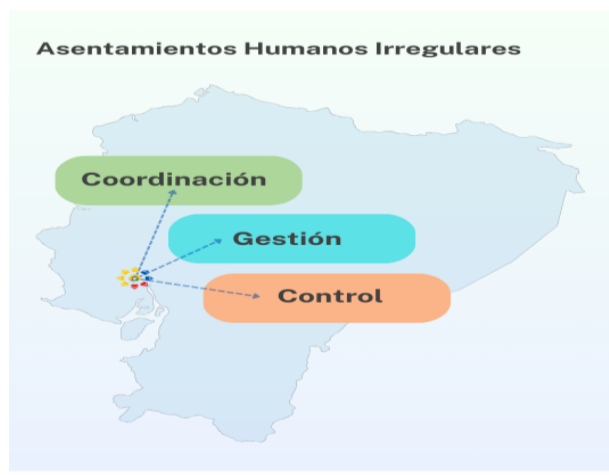 Asentamientos Humanos Irregulares
Coordinación
Gestión
Control